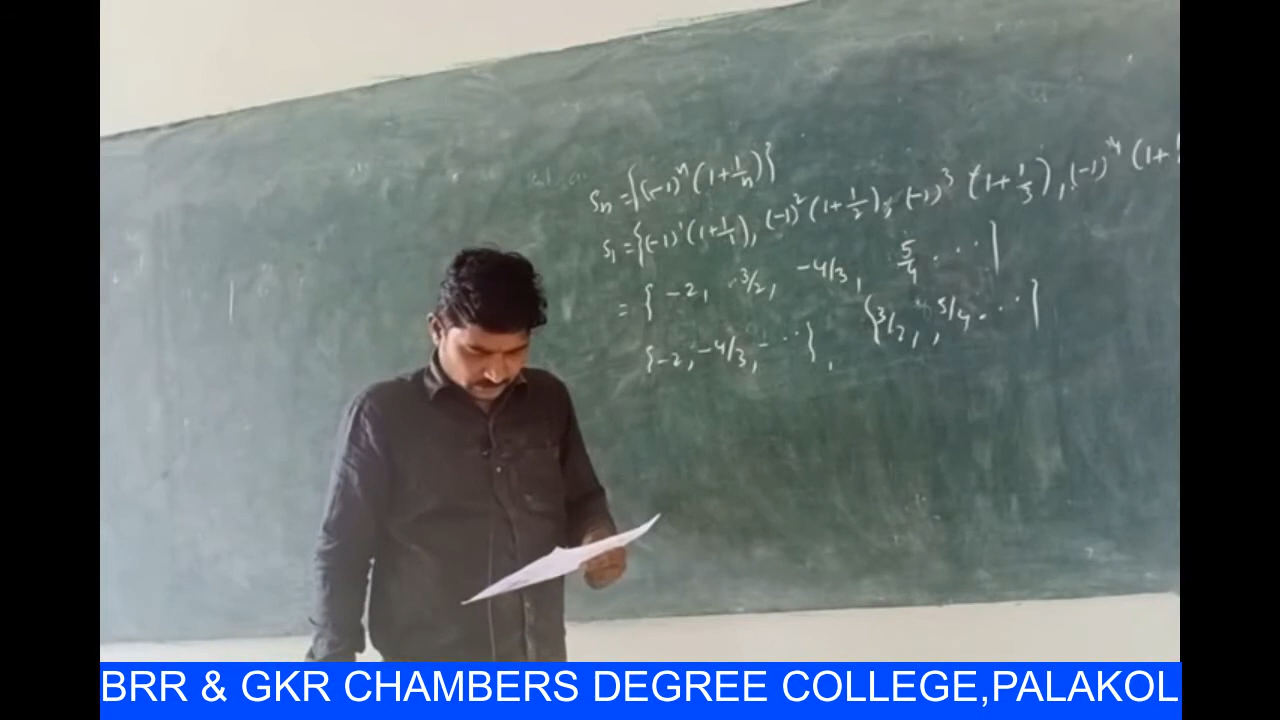 Sn = {(-1)^n (1+1/n)}
S1 = {(-1)^1 (1+1/1), (-1)^2 (1+1/2), (-1)^3 (1+1/3), (-1)^4 (1+
= { -2, 3/2, -4/3, 5/4 ... }
{-2, -4/3, - ...}, {3/2, , 5/4 - ... }
BRR & GKR CHAMBERS DEGREE COLLEGE,PALAKOL